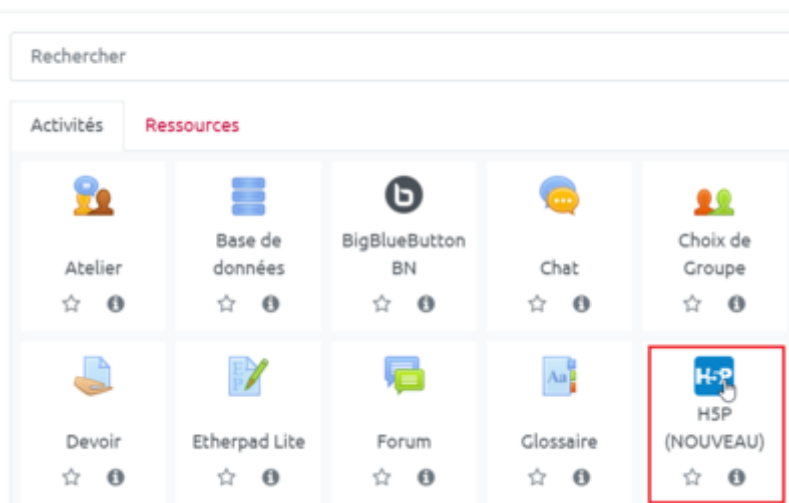 Rechercher
Activités Ressources
Atelier
Base de
données
BigBlueButton
BN
Chat
Choix de
Groupe
Devoir
Etherpad Lite
Forum
Glossaire
H5P
H5P
(NOUVEAU)